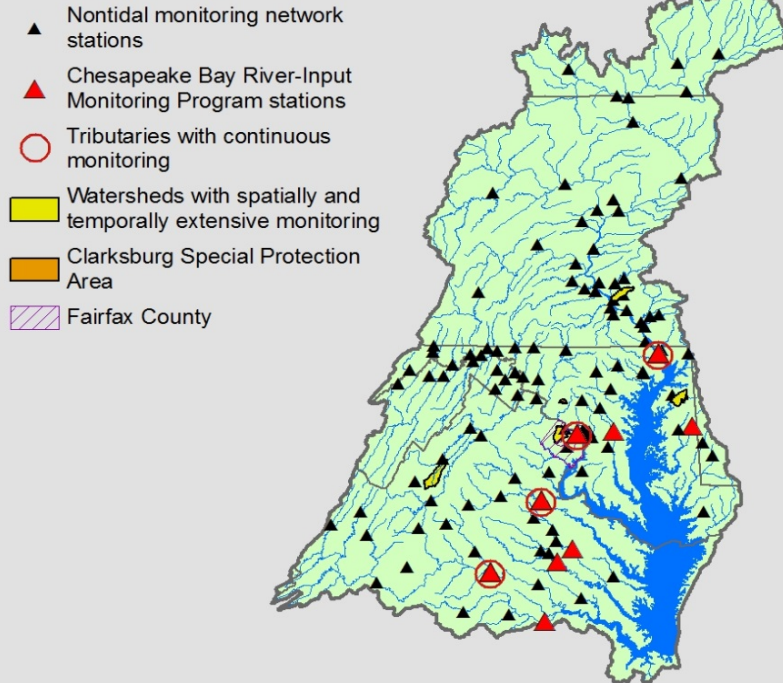 Nontidal monitoring network
stations
Chesapeake Bay River-Input
Monitoring Program stations
Tributaries with continuous
monitoring
Watersheds with spatially and
temporally extensive monitoring
Clarksburg Special Protection
Area
Fairfax County